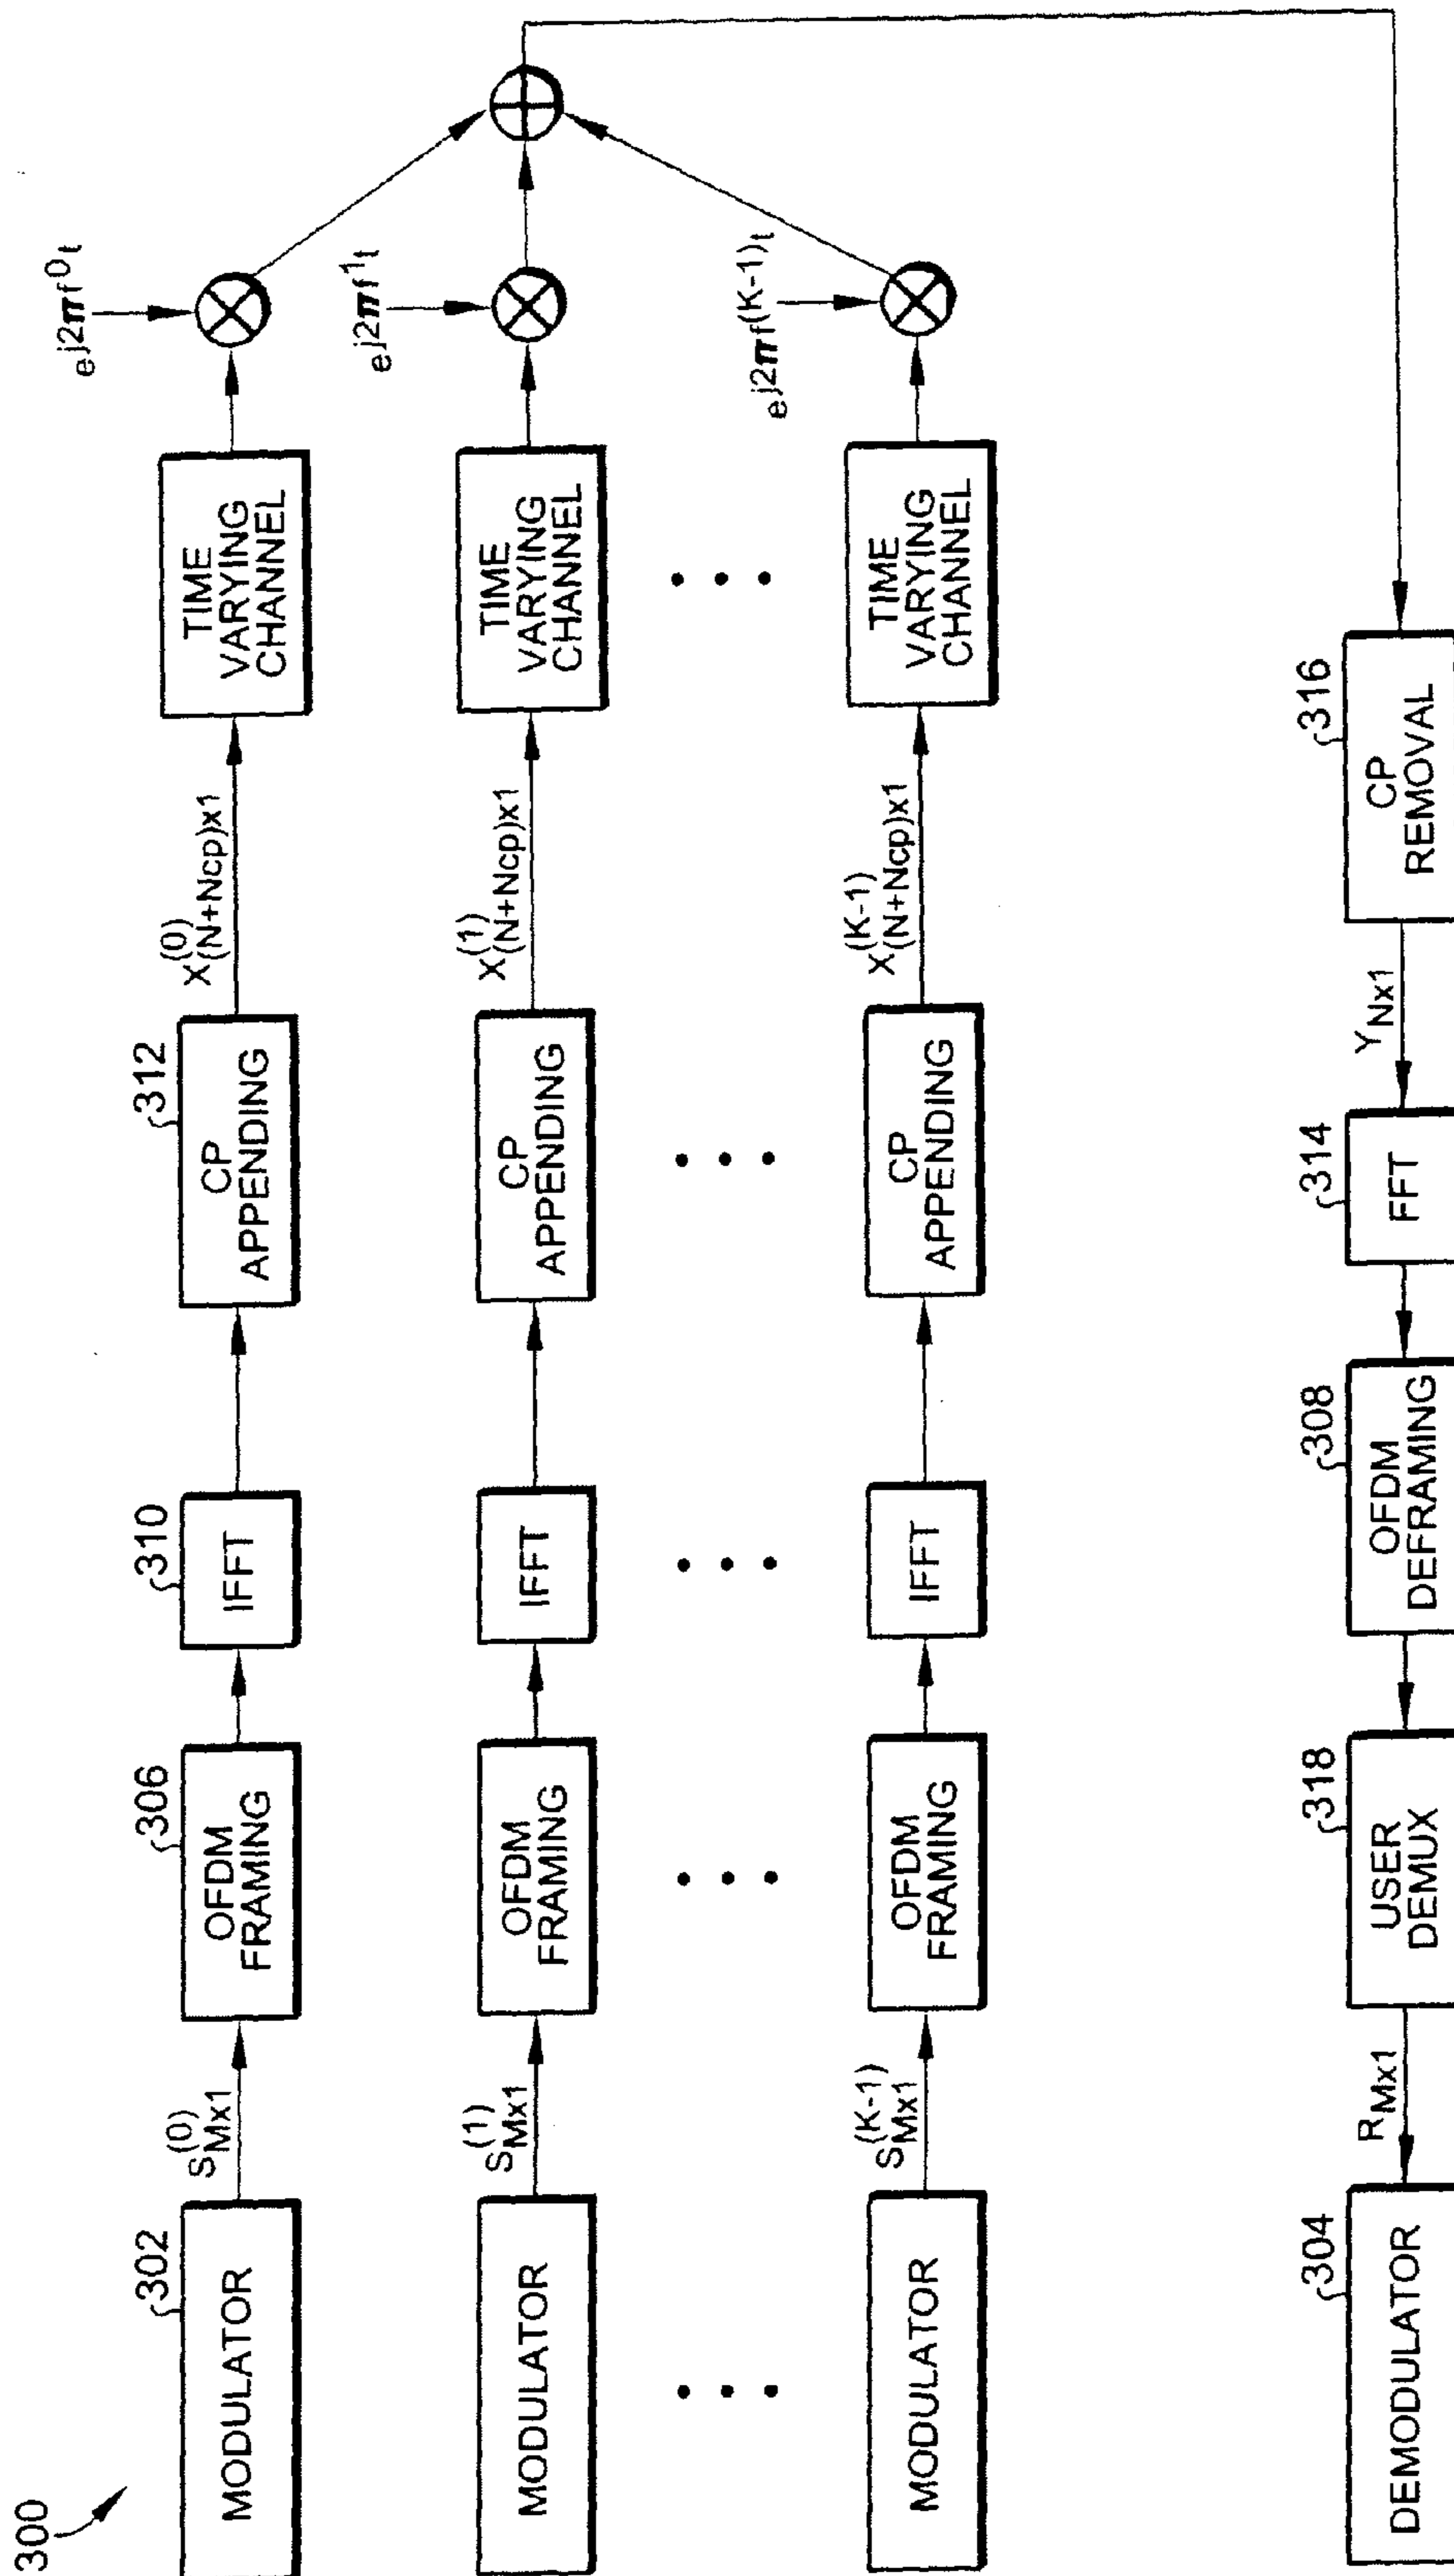 300
302
MODULATOR
S(0)Mx1
306
OFDM
FRAMING
310
IFFT
312
CP
APPENDING
X(0)(N+Ncp)x1
TIME
VARYING
CHANNEL
ej2πf0t
MODULATOR
S(1)Mx1
OFDM
FRAMING
IFFT
CP
APPENDING
X(1)(N+Ncp)x1
TIME
VARYING
CHANNEL
ej2πf1t
MODULATOR
S(K-1)Mx1
OFDM
FRAMING
IFFT
CP
APPENDING
X(K-1)(N+Ncp)x1
TIME
VARYING
CHANNEL
ej2πf(K-1)t
304
DEMODULATOR
RMx1
318
USER
DEMUX
308
OFDM
DEFRAMING
314
FFT
YNx1
316
CP
REMOVAL